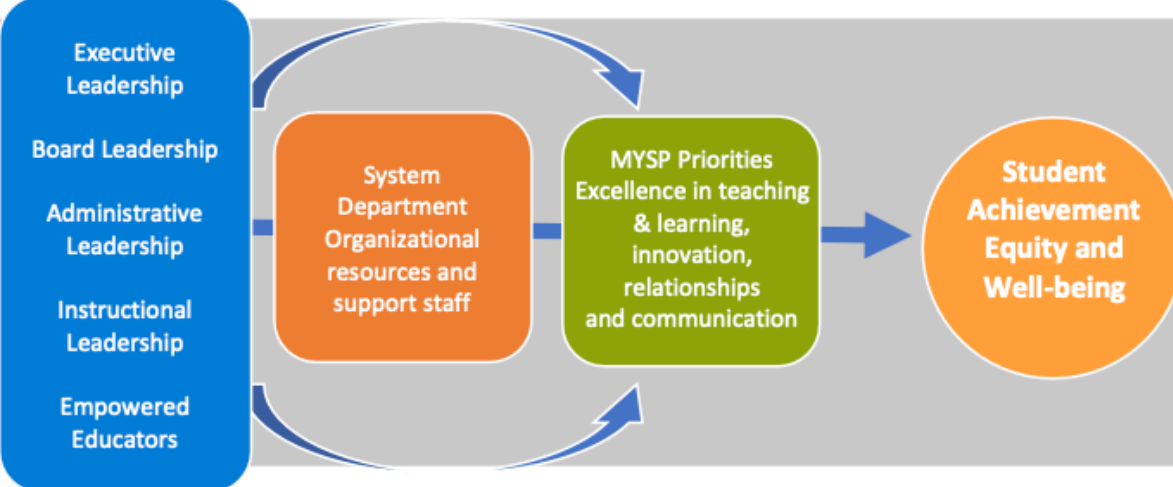 Executive
Leadership
Board Leadership
Administrative
Leadership
Instructional
Leadership
Empowered
Educators
System
Department
Organizational
resources and
support staff
MYSP Priorities
Excellence in teaching
& learning,
innovation,
relationships
and communication
Student
Achievement
Equity and
Well-being